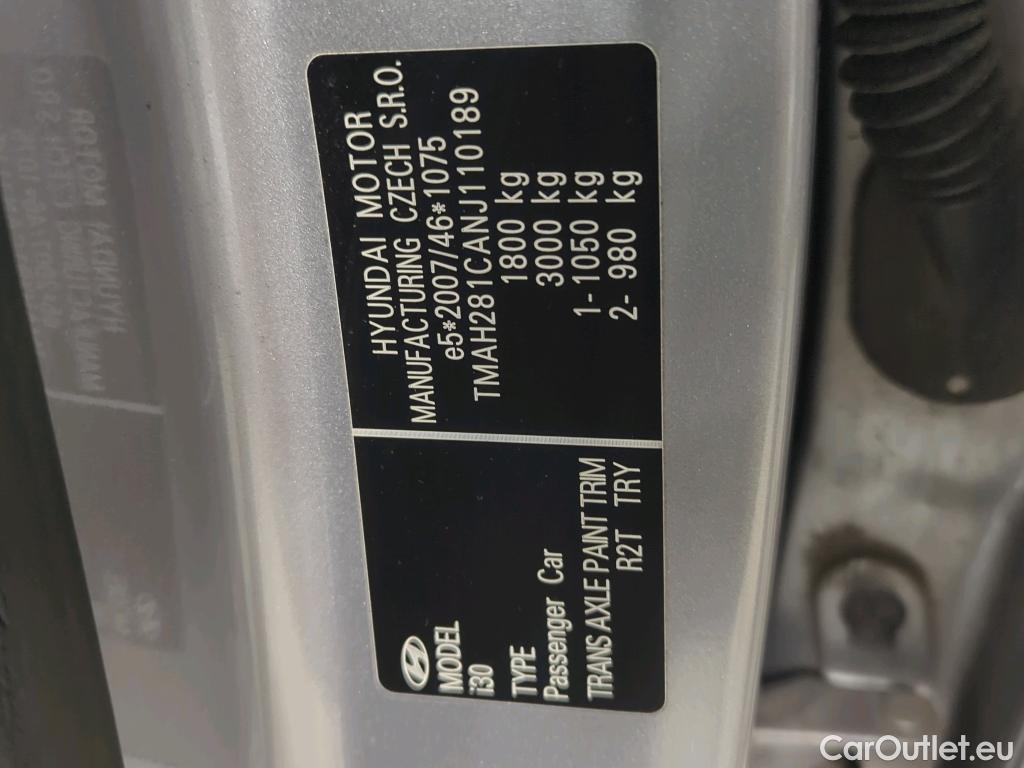 MODEL
i30
TYPE
Passenger Car
TRANS AXLE PAINT TRIM
R2T TRY
HYUNDAI MOTOR
MANUFACTURING CZECH S.R.O.
e5*2007/46*1075
TMAH281CANJ110189
1800 kg
3000 kg
1- 1050 kg
2- 980 kg
CarOutlet.eu